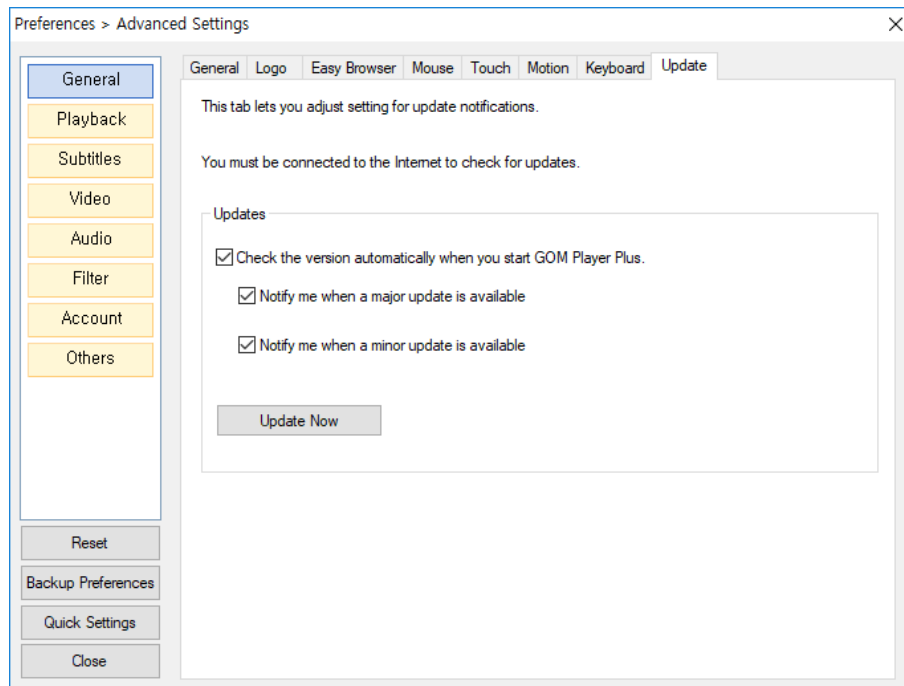 Preferences > Advanced Settings
General
Playback
Subtitles
Video
Audio
Filter
Account
Others
Reset
Backup Preferences
Quick Settings
Close
General Logo Easy Browser Mouse Touch Motion Keyboard Update
This tab lets you adjust setting for update notifications.
You must be connected to the Internet to check for updates.
Updates
Check the version automatically when you start GOM Player Plus.
Notify me when a major update is available
Notify me when a minor update is available
Update Now